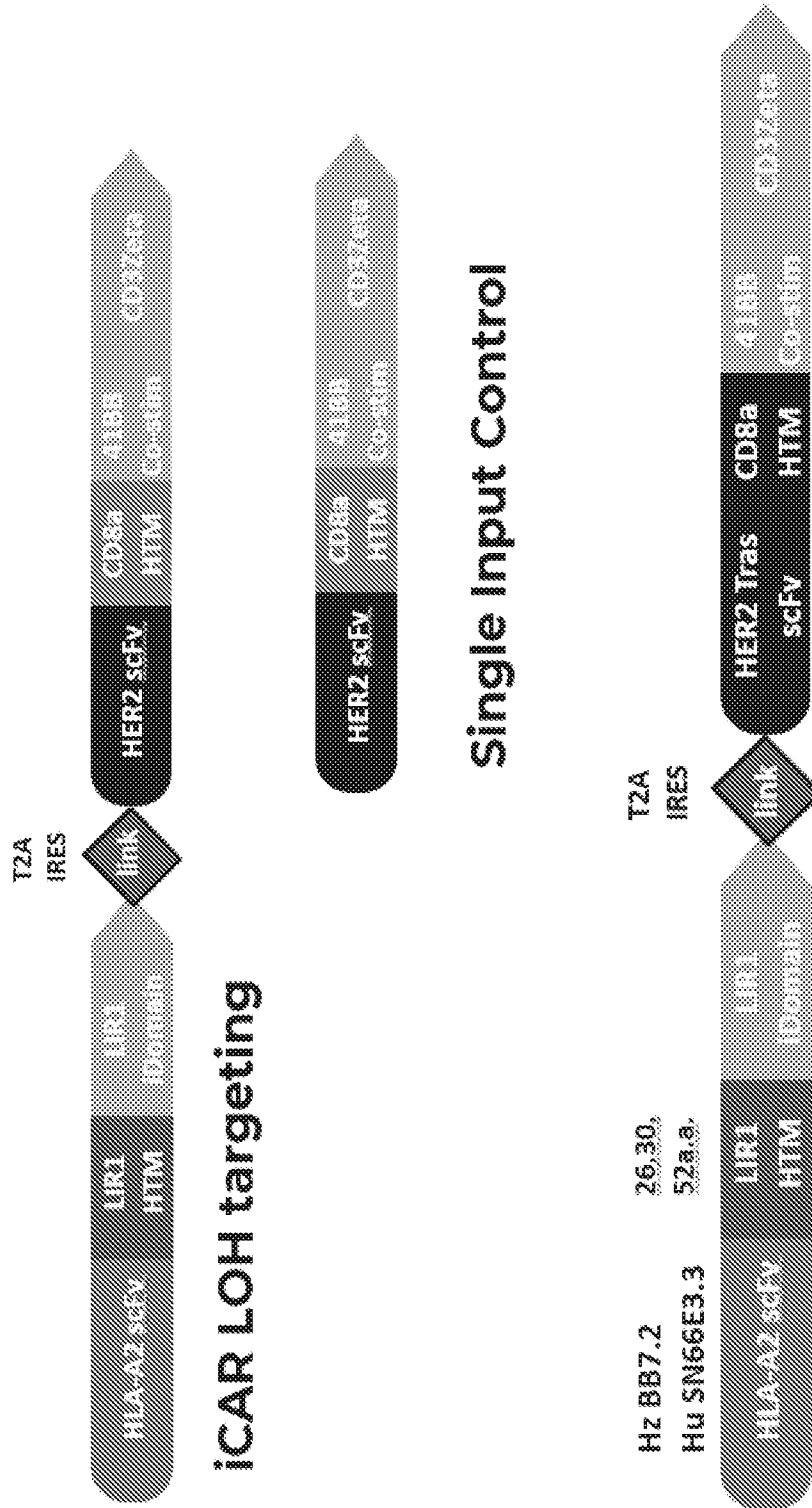 T2A
IRES
HLA-A2 scFv
LIR1
HTM
LIR1
IDomain
link
HER2 scFv
CD8a
HTM
41BB
Co-stim
CD3Zeta
iCAR LOH targeting
HER2 scFv
CD8a
HTM
41BB
Co-stim
CD3Zeta
Single Input Control
Hz BB7.2
Hu SN66E3.3
26,30,
52a.a.
T2A
IRES
HLA-A2 scFv
LIR1
HTM
LIR1
IDomain
link
HER2 Tras
scFv
CD8a
HTM
41BB
Co-stim
CD3Zeta